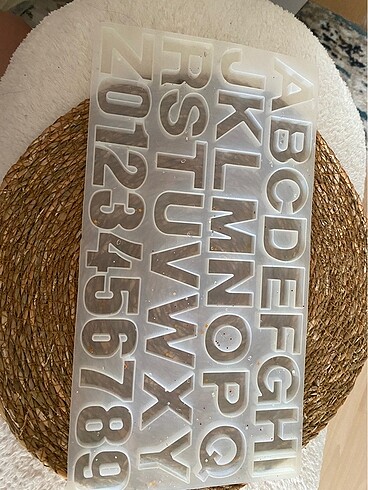 ABCDEFGHI
JKLMNOPQ
RSTUVWXY
Z0123456789